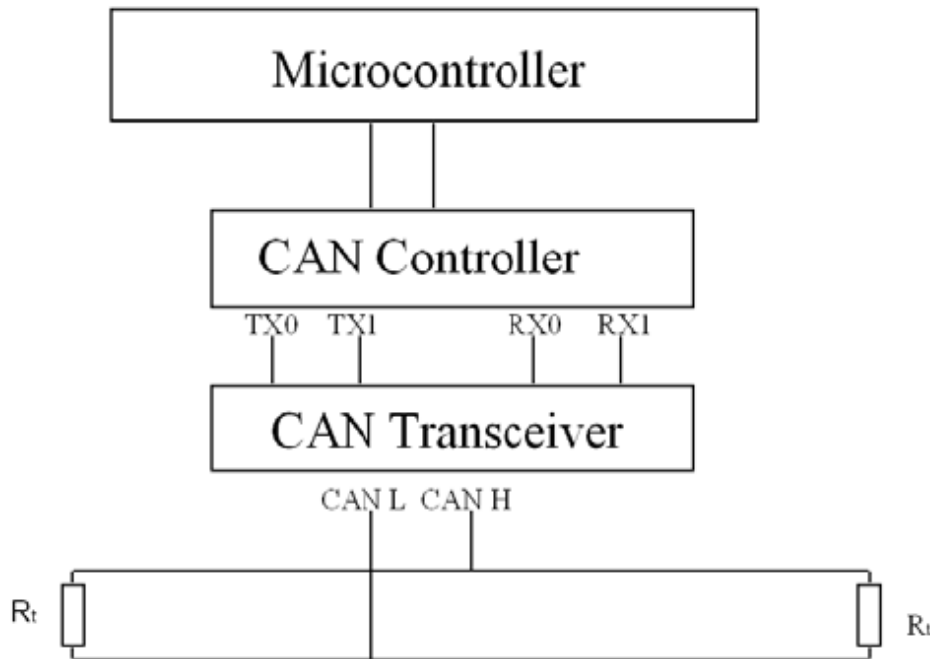 Microcontroller
CAN Controller
TX0 TX1 RX0 RX1
CAN Transceiver
CAN L CAN H
Rt
Rt